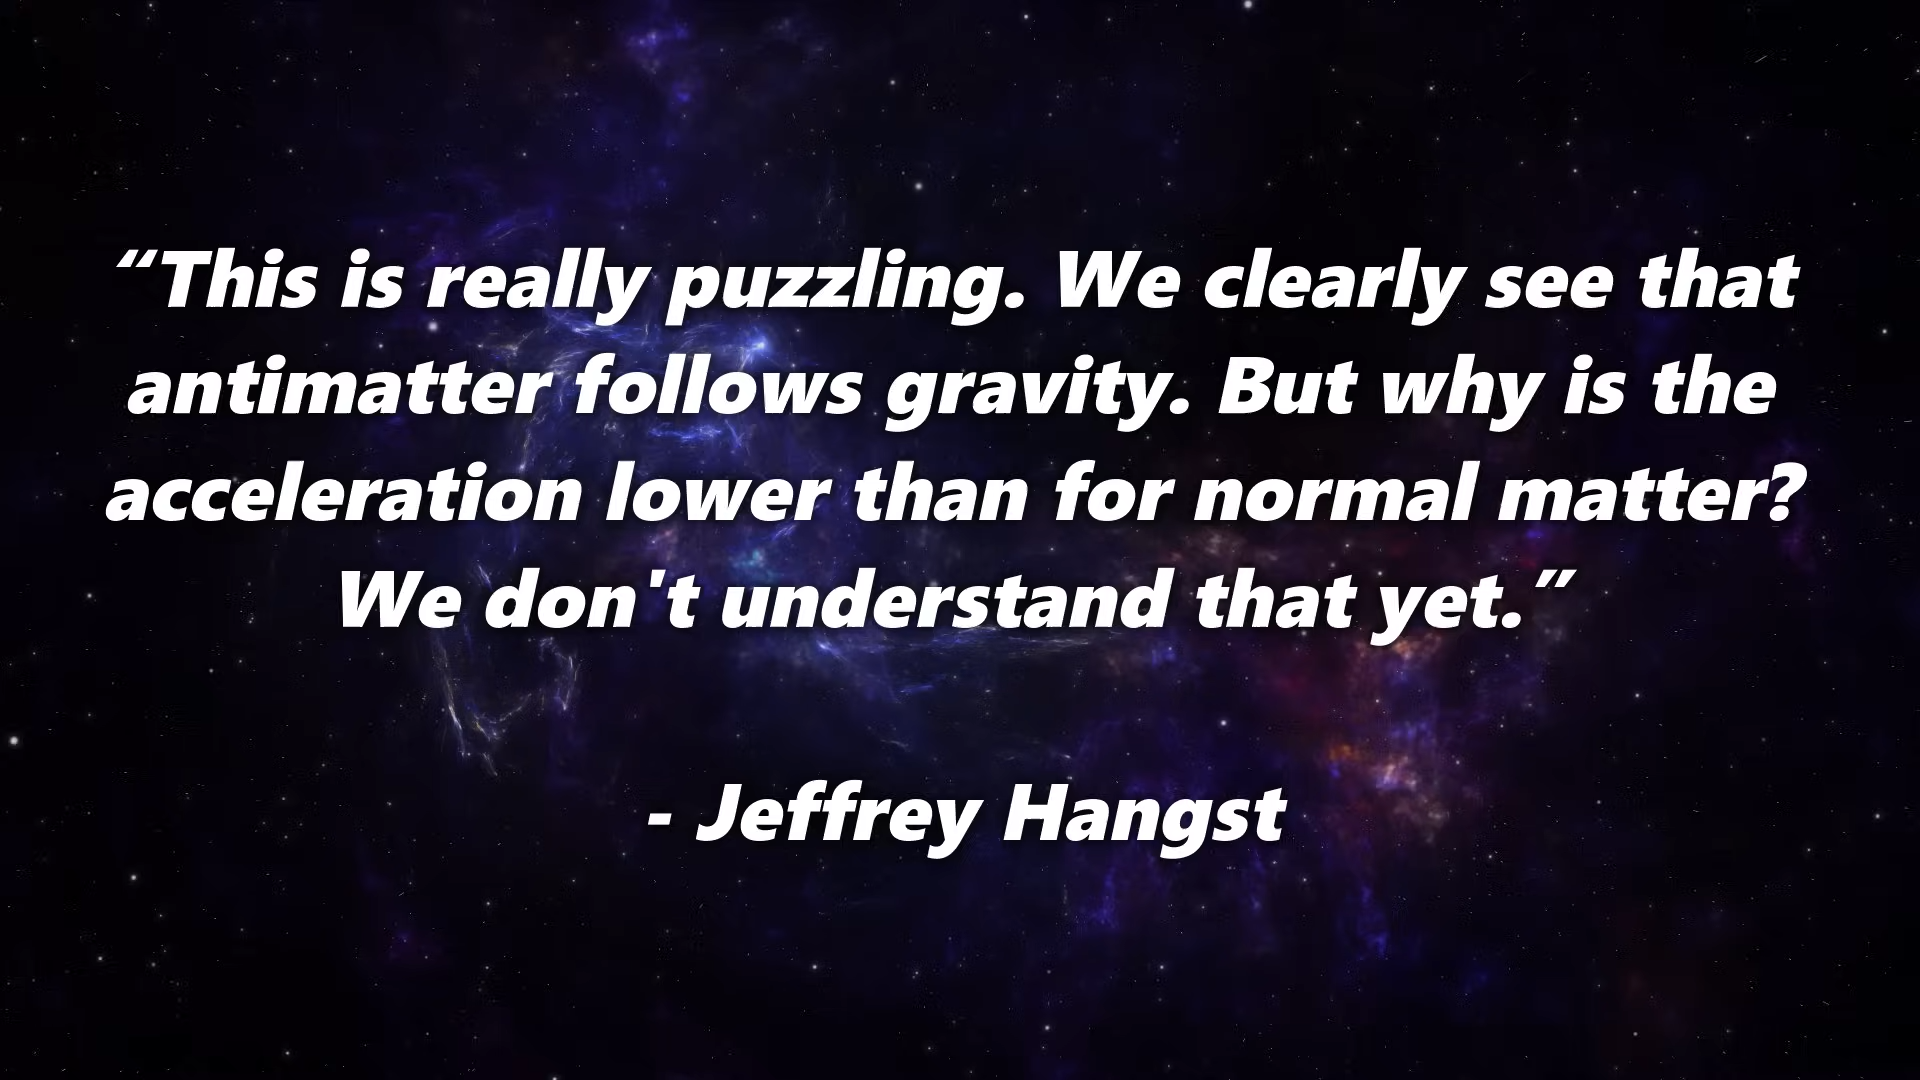 “This is really puzzling. We clearly see that
antimatter follows gravity. But why is the
acceleration lower than for normal matter?
We don't understand that yet.”
- Jeffrey Hangst